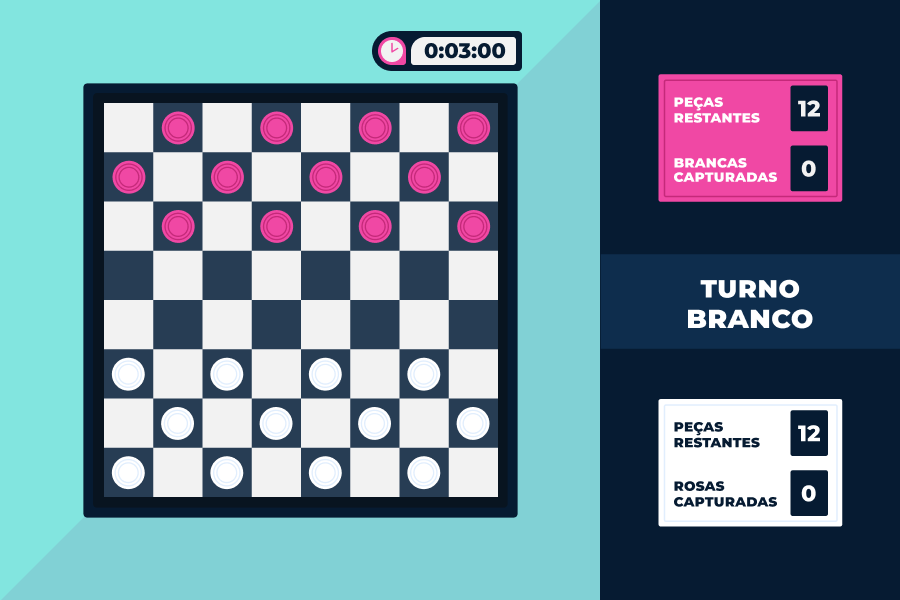 0:03:00
PEÇAS
RESTANTES
12
BRANCAS
CAPTURADAS
0
TURNO
BRANCO
PEÇAS
RESTANTES
12
ROSAS
CAPTURADAS
0